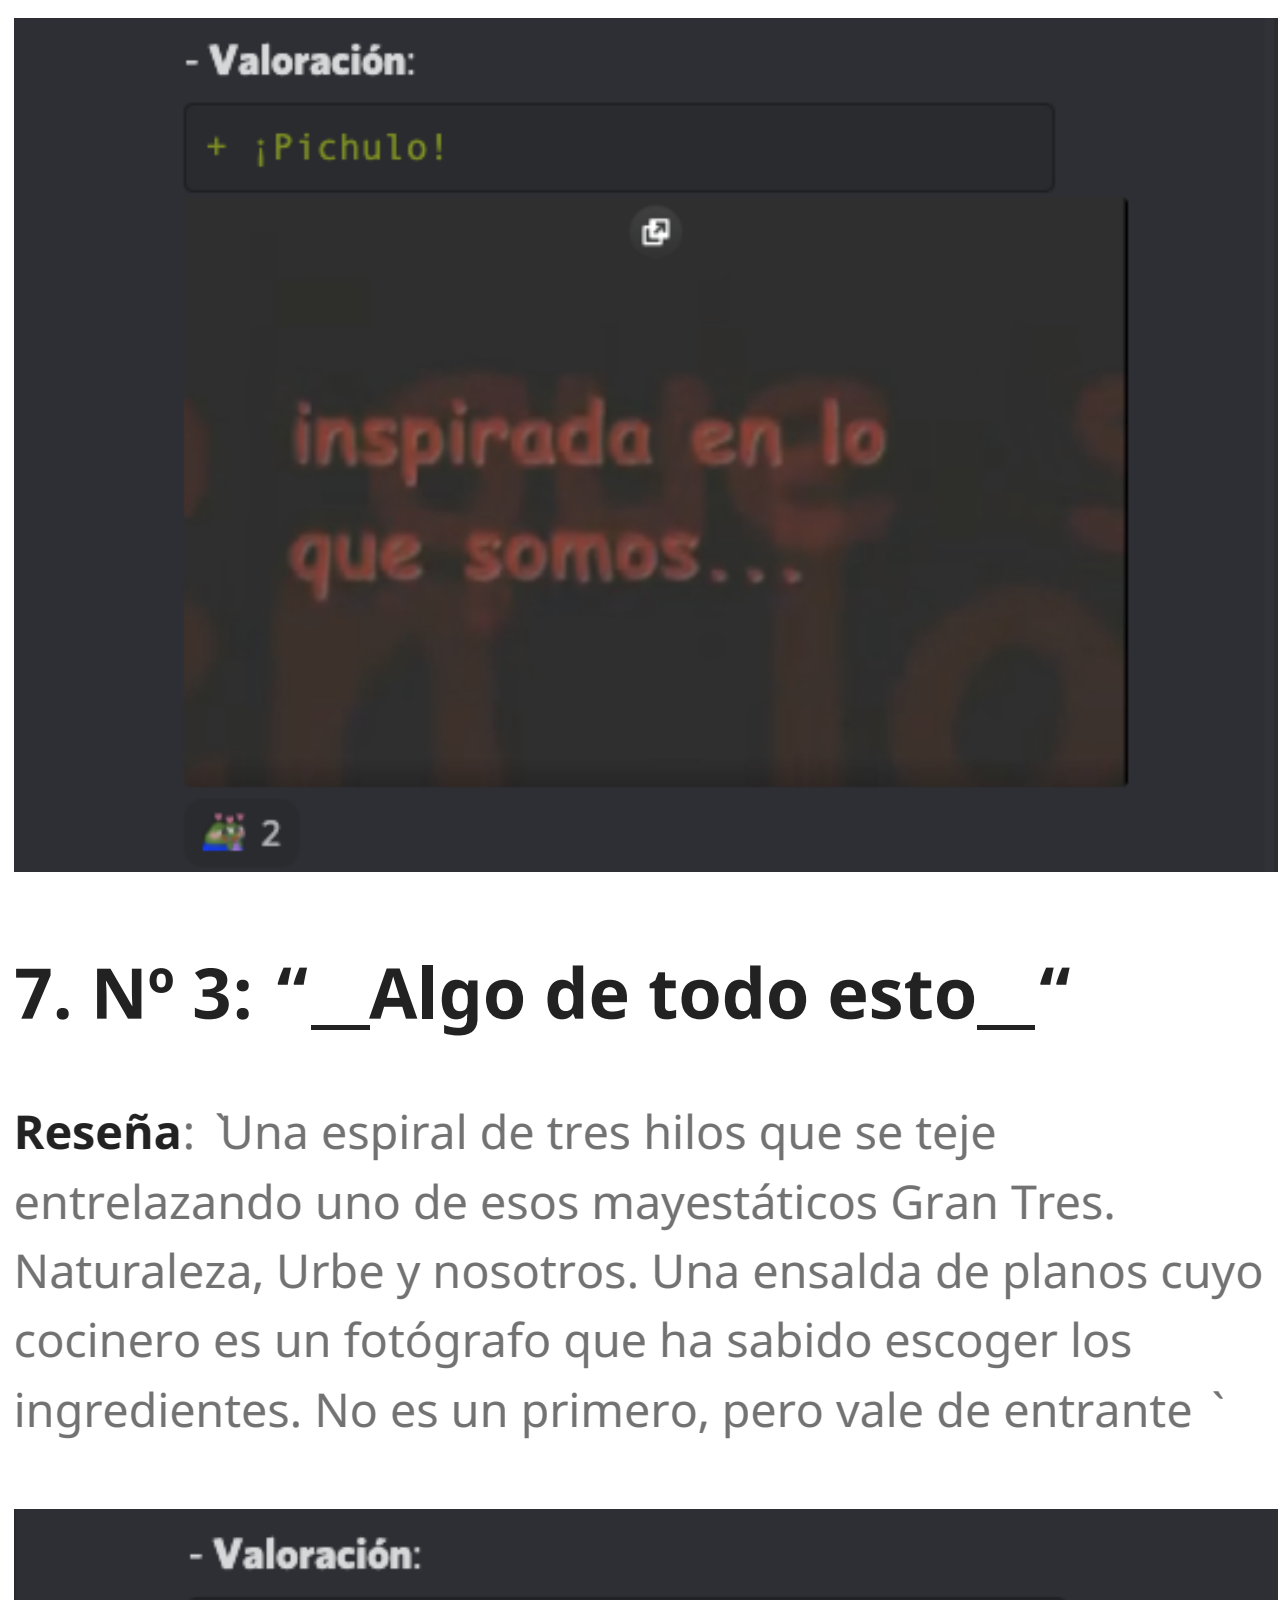 - Valoración:
+ ¡Pichulo!
inspirada en lo
que somos...
2
7. Nº 3: “__Algo de todo esto__“
Reseña: `Una espiral de tres hilos que se teje
entrelazando uno de esos mayestáticos Gran Tres.
Naturaleza, Urbe y nosotros. Una ensalda de planos cuyo
cocinero es un fotógrafo que ha sabido escoger los
ingredientes. No es un primero, pero vale de entrante `
- Valoración: